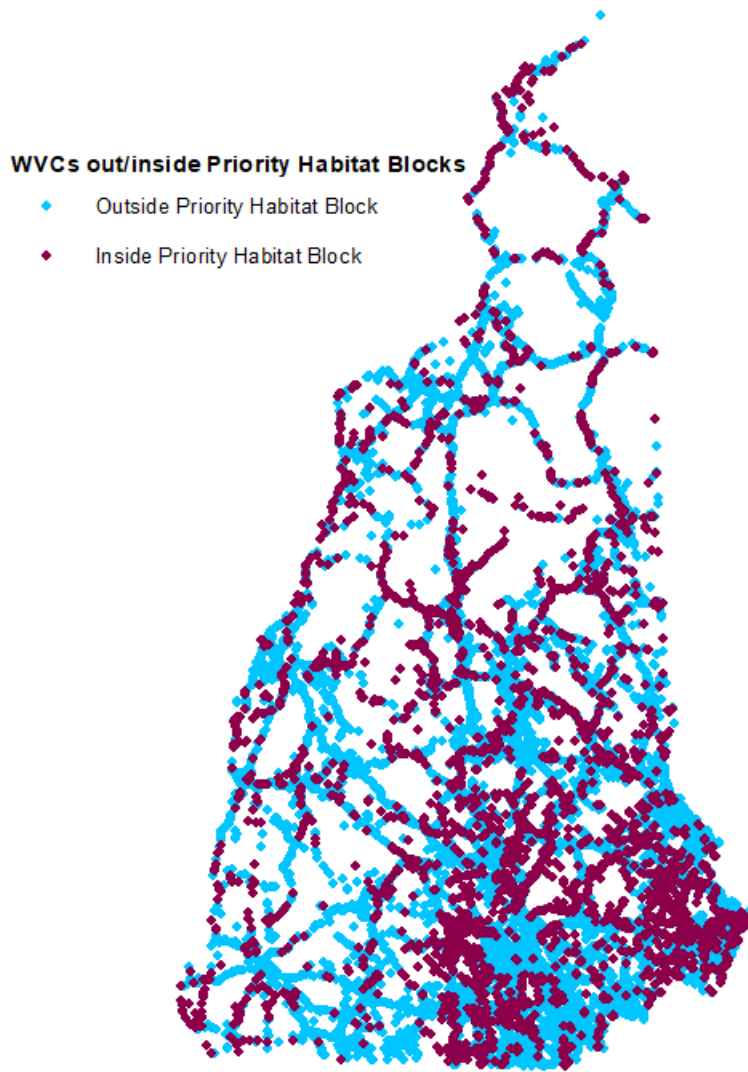 WVCs out/inside Priority Habitat Blocks
Outside Priority Habitat Block
Inside Priority Habitat Block